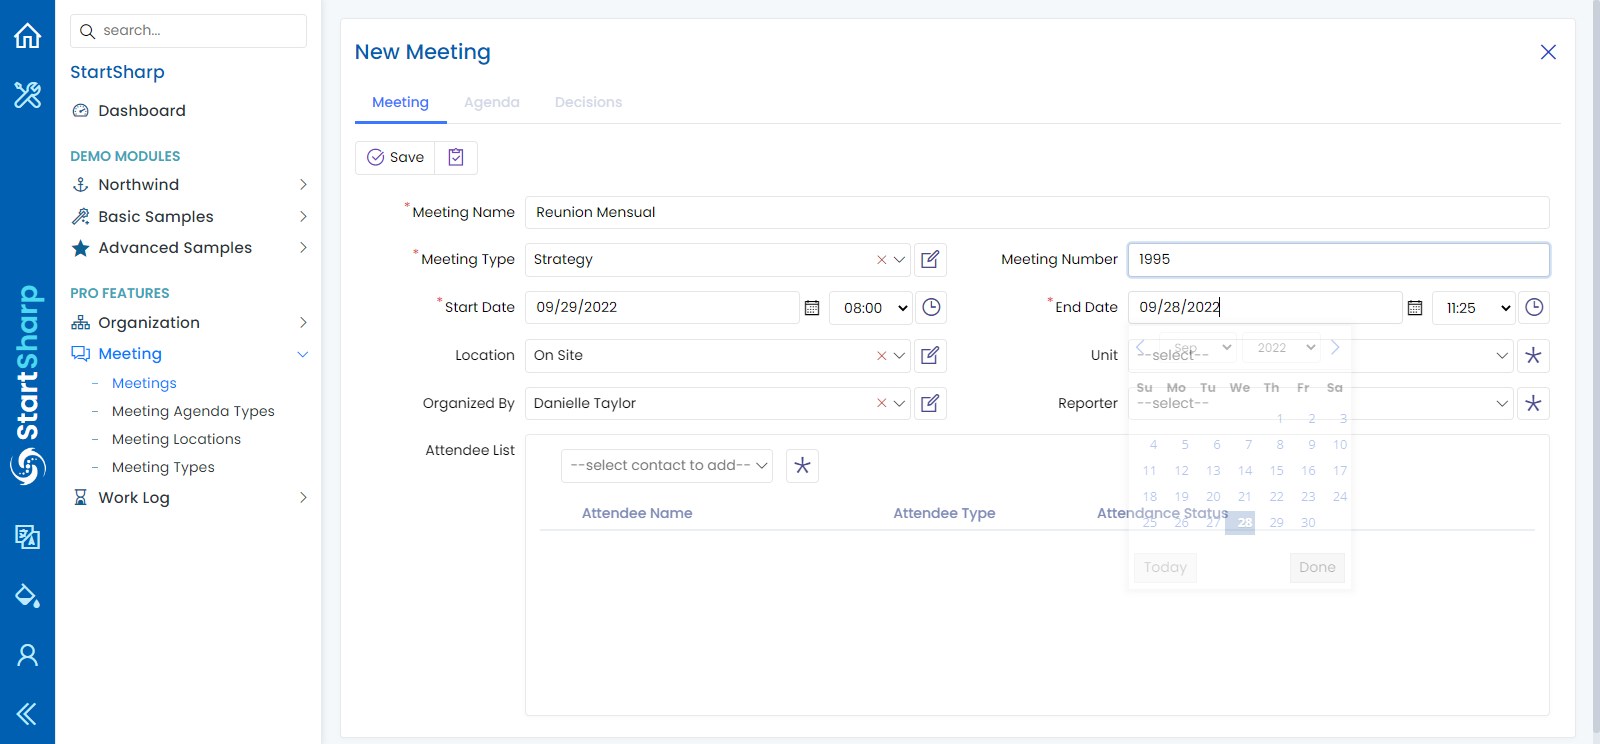 search...
StartSharp
Dashboard
DEMO MODULES
Northwind
Basic Samples
Advanced Samples
PRO FEATURES
Organization
Meeting
Meetings
Meeting Agenda Types
Meeting Locations
Meeting Types
Work Log
StartSharp
New Meeting
Meeting Agenda Decisions
Save
*Meeting Name Reunion Mensual
*Meeting Type Strategy Meeting Number 1995
*Start Date 09/29/2022 08:00 *End Date 09/28/2022 11:25
Location On Site Unit --select--
Organized By Danielle Taylor Reporter --select--
Attendee List
--select contact to add--
Attendee Name Attendee Type Attendance Status
Sep 2022
Su Mo Tu We Th Fr Sa
1 2 3
4 5 6 7 8 9 10
11 12 13 14 15 16 17
18 19 20 21 22 23 24
25 26 27 28 29 30
Today Done